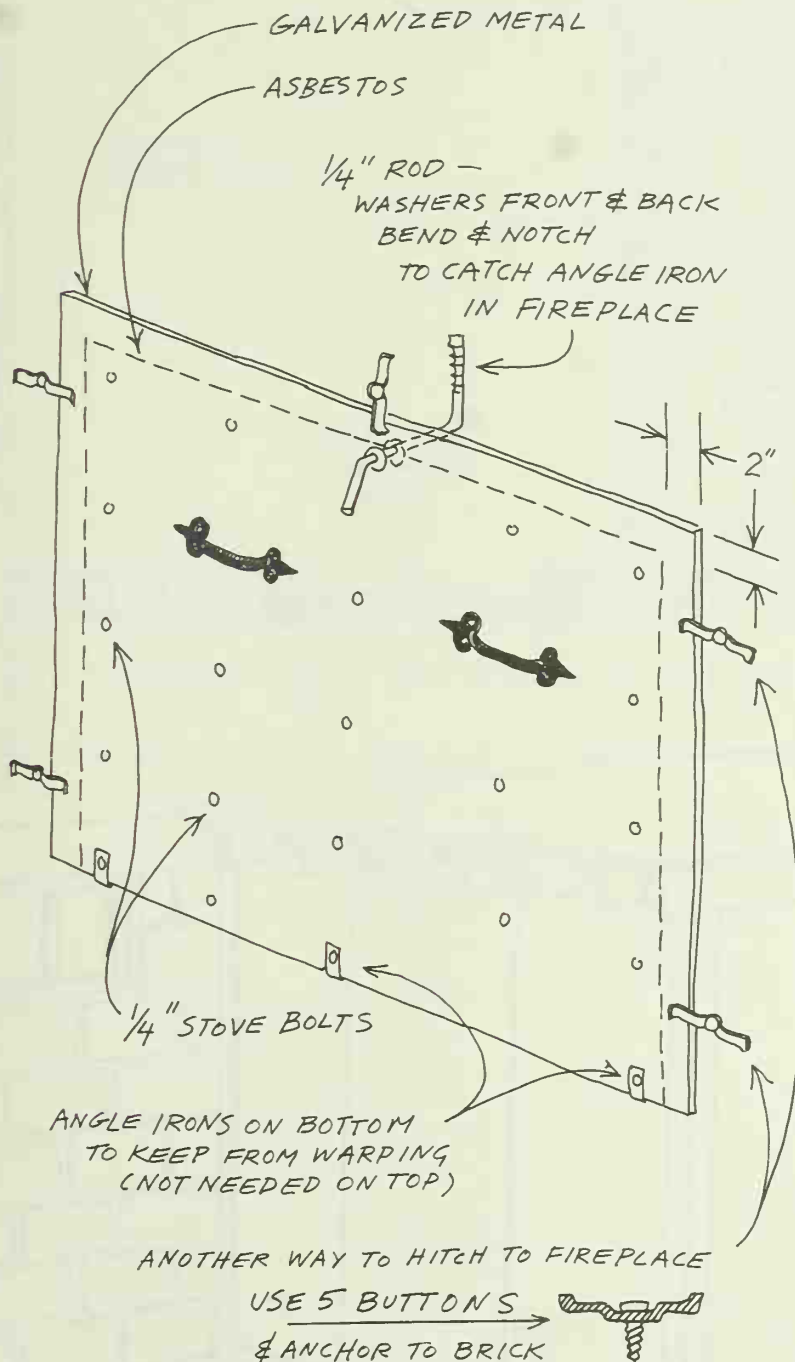 GALVANIZED METAL
ASBESTOS
1/4" ROD —
WASHERS FRONT & BACK
BEND & NOTCH
TO CATCH ANGLE IRON
IN FIREPLACE
2"
1/4" STOVE BOLTS
ANGLE IRONS ON BOTTOM
TO KEEP FROM WARPING
(NOT NEEDED ON TOP)
ANOTHER WAY TO HITCH TO FIREPLACE
USE 5 BUTTONS
& ANCHOR TO BRICK